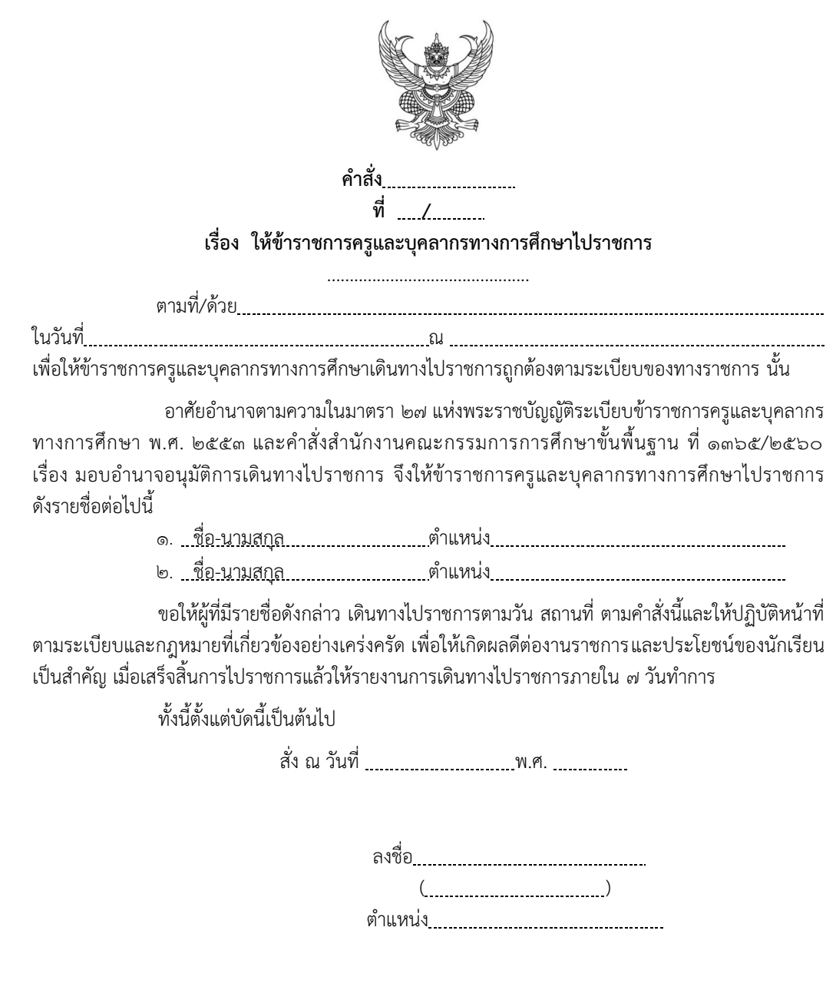 คำสั่ง
ที่ /
เรื่อง ให้ข้าราชการครูและบุคลากรทางการศึกษาไปราชการ
.............................................
ตามที่/ด้วย
ในวันที่ ณ
เพื่อให้ข้าราชการครูและบุคลากรทางการศึกษาเดินทางไปราชการถูกต้องตามระเบียบของทางราชการ นั้น
อาศัยอำนาจตามความในมาตรา ๒๗ แห่งพระราชบัญญัติระเบียบข้าราชการครูและบุคลากร
ทางการศึกษา พ.ศ. ๒๕๕๓ และคำสั่งสำนักงานคณะกรรมการการศึกษาขั้นพื้นฐาน ที่ ๑๓๖๕/๒๕๖๐
เรื่อง มอบอำนาจอนุมัติการเดินทางไปราชการ จึงให้ข้าราชการครูและบุคลากรทางการศึกษาไปราชการ
ดังรายชื่อต่อไปนี้
๑. ชื่อ-นามสกุล ตำแหน่ง
๒. ชื่อ-นามสกุล ตำแหน่ง
ขอให้ผู้ที่มีรายชื่อดังกล่าว เดินทางไปราชการตามวัน สถานที่ ตามคำสั่งนี้และให้ปฏิบัติหน้าที่
ตามระเบียบและกฎหมายที่เกี่ยวข้องอย่างเคร่งครัด เพื่อให้เกิดผลดีต่องานราชการและประโยชน์ของนักเรียน
เป็นสำคัญ เมื่อเสร็จสิ้นการไปราชการแล้วให้รายงานการเดินทางไปราชการภายใน ๗ วันทำการ
ทั้งนี้ตั้งแต่บัดนี้เป็นต้นไป
สั่ง ณ วันที่ พ.ศ.
ลงชื่อ
( )
ตำแหน่ง